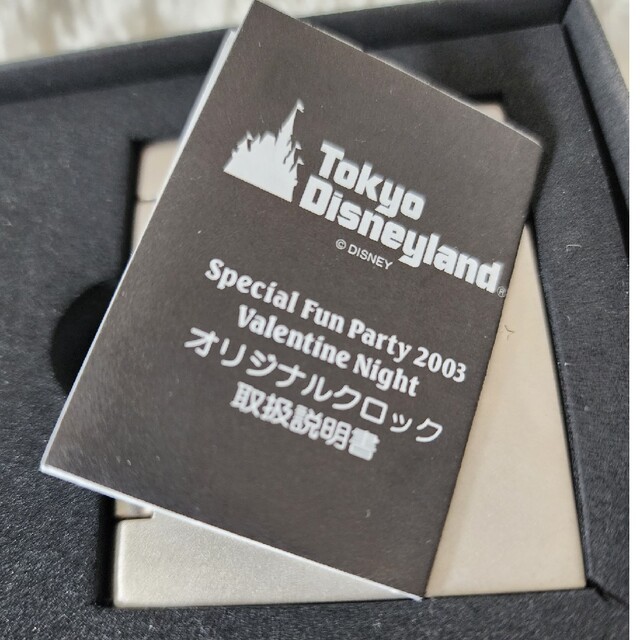 Tokyo
Disneyland®
© DISNEY
Special Fun Party 2003
Valentine Night
オリジナルクロック
取扱説明書